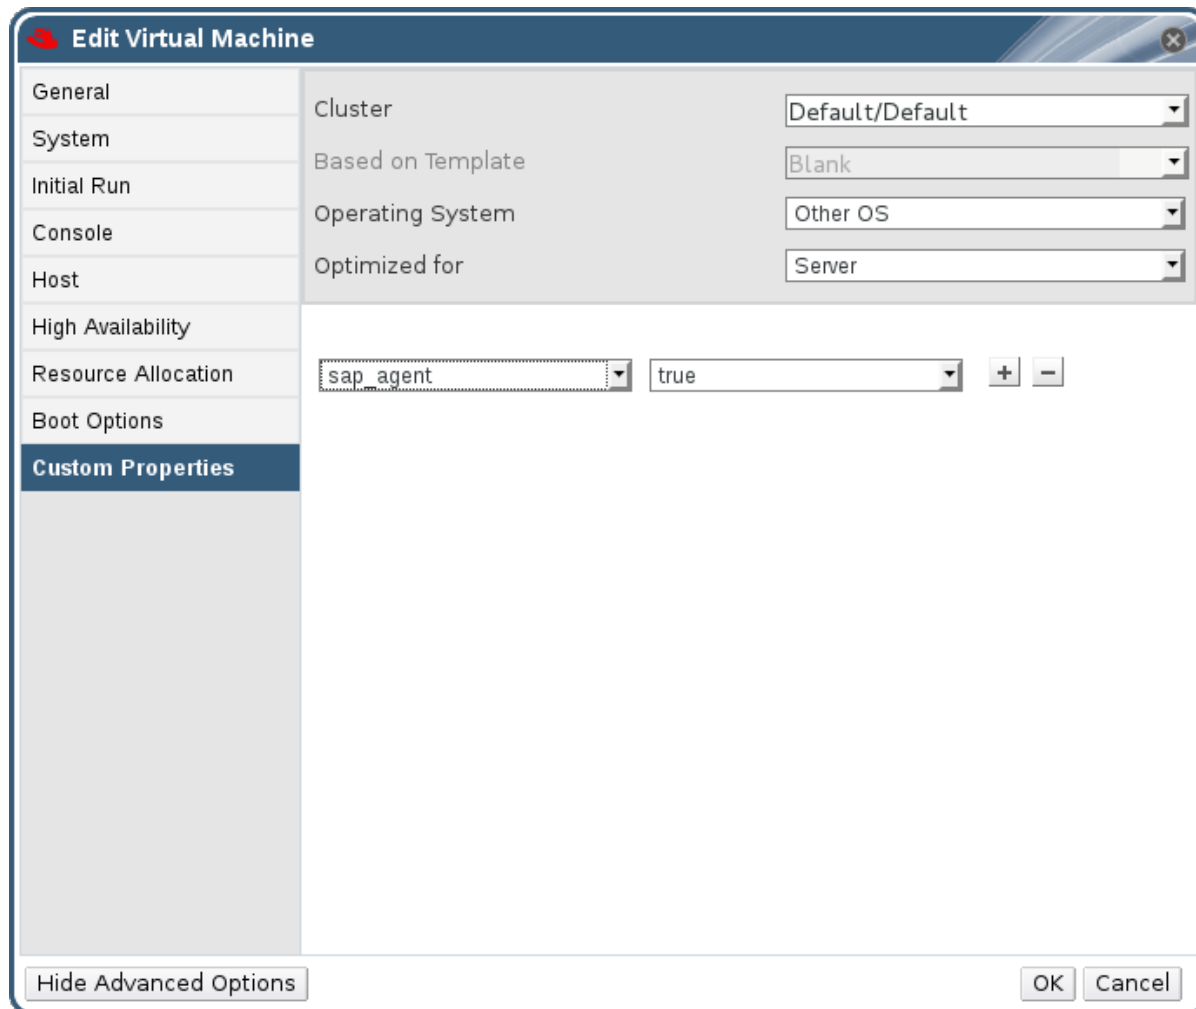 Edit Virtual Machine
General
System
Initial Run
Console
Host
High Availability
Resource Allocation
Boot Options
Custom Properties
Cluster Default/Default
Based on Template Blank
Operating System Other OS
Optimized for Server
sap_agent true + −
Hide Advanced Options OK Cancel